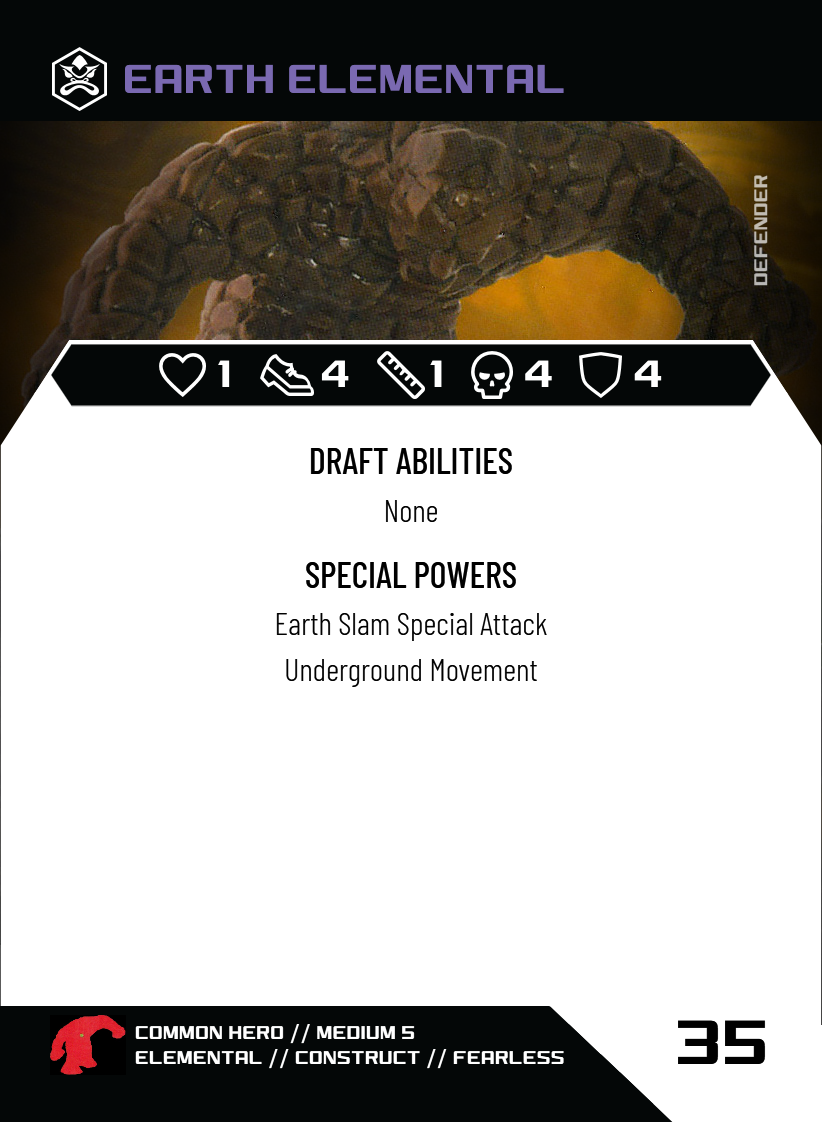 EARTH ELEMENTAL
DEFENDER
1 4 1 4 4
DRAFT ABILITIES
None
SPECIAL POWERS
Earth Slam Special Attack
Underground Movement
COMMON HERO // MEDIUM 5
ELEMENTAL // CONSTRUCT // FEARLESS
35